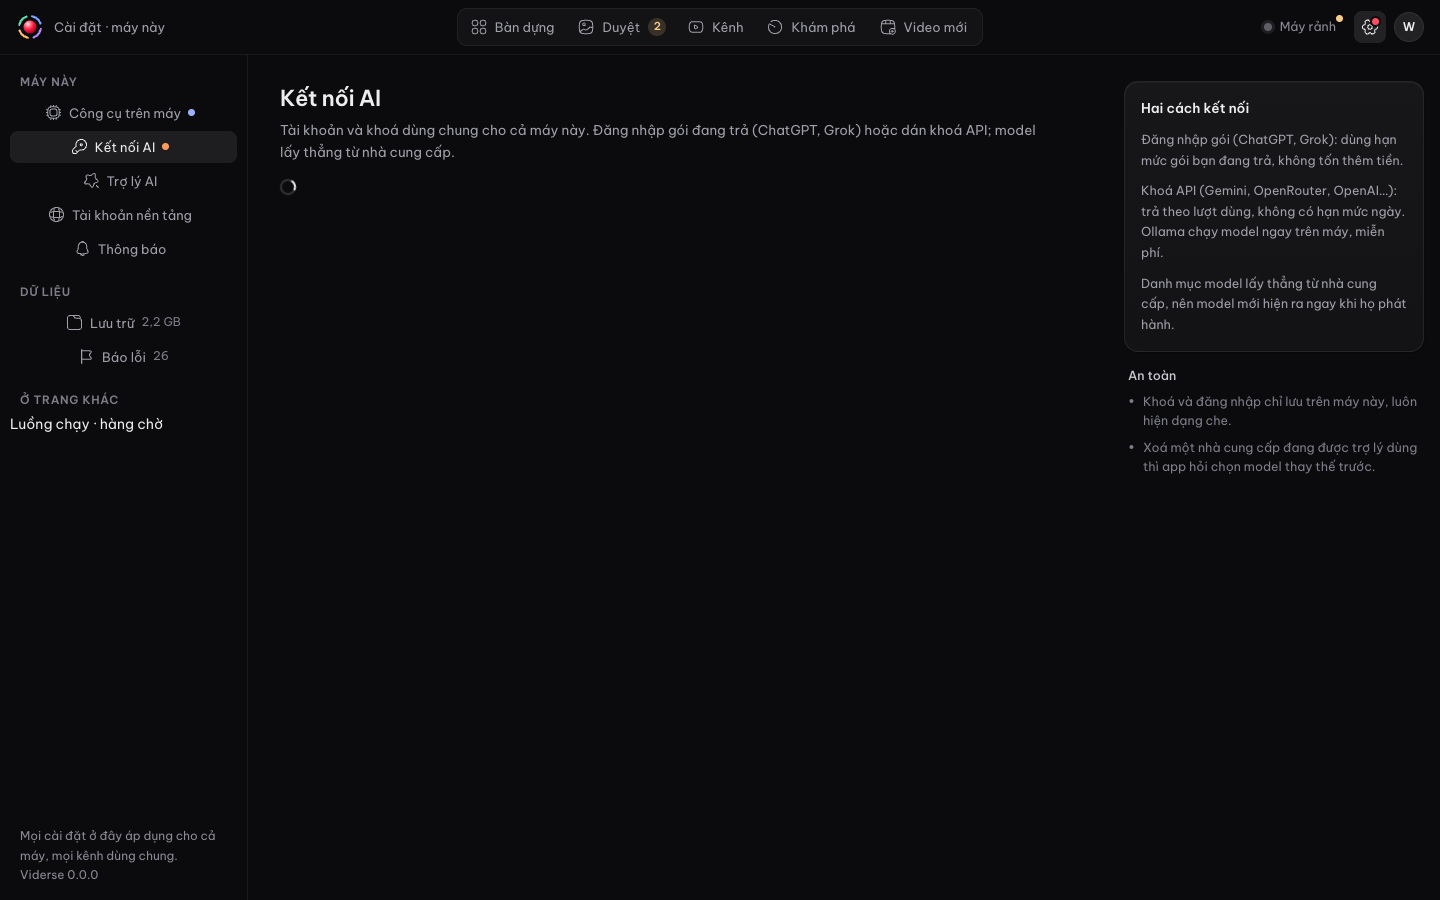 Cài đặt · máy này
Bàn dựng
Duyệt 2
Kênh
Khám phá
Video mới
Máy rảnh
W
MÁY NÀY
Công cụ trên máy
Kết nối AI
Trợ lý AI
Tài khoản nền tảng
Thông báo
DỮ LIỆU
Lưu trữ 2,2 GB
Báo lỗi 26
Ở TRANG KHÁC
Luồng chạy · hàng chờ
Mọi cài đặt ở đây áp dụng cho cả
máy, mọi kênh dùng chung.
Viderse 0.0.0
Kết nối AI
Tài khoản và khoá dùng chung cho cả máy này. Đăng nhập gói đang trả (ChatGPT, Grok) hoặc dán khoá API; model
lấy thẳng từ nhà cung cấp.
Hai cách kết nối
Đăng nhập gói (ChatGPT, Grok): dùng hạn
mức gói bạn đang trả, không tốn thêm tiền.
Khoá API (Gemini, OpenRouter, OpenAI…):
trả theo lượt dùng, không có hạn mức ngày.
Ollama chạy model ngay trên máy, miễn
phí.
Danh mục model lấy thẳng từ nhà cung
cấp, nên model mới hiện ra ngay khi họ phát
hành.
An toàn
• Khoá và đăng nhập chỉ lưu trên máy này, luôn
hiện dạng che.
• Xoá một nhà cung cấp đang được trợ lý dùng
thì app hỏi chọn model thay thế trước.